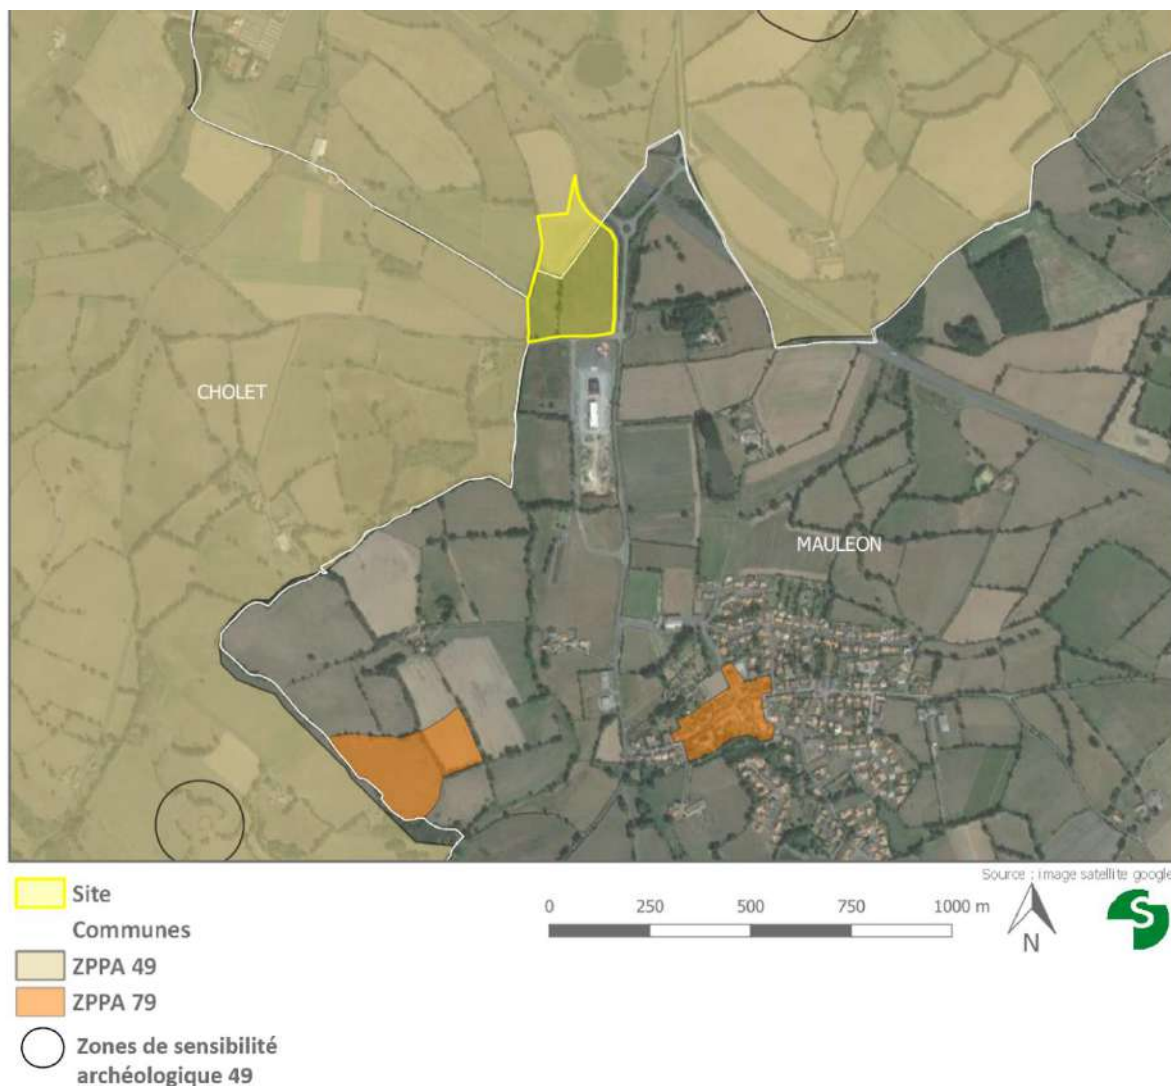 CHOLET
MAULEON
Source : image satellite google
Site
Communes
ZPPA 49
ZPPA 79
Zones de sensibilité
archéologique 49
0 250 500 750 1000 m
N
S